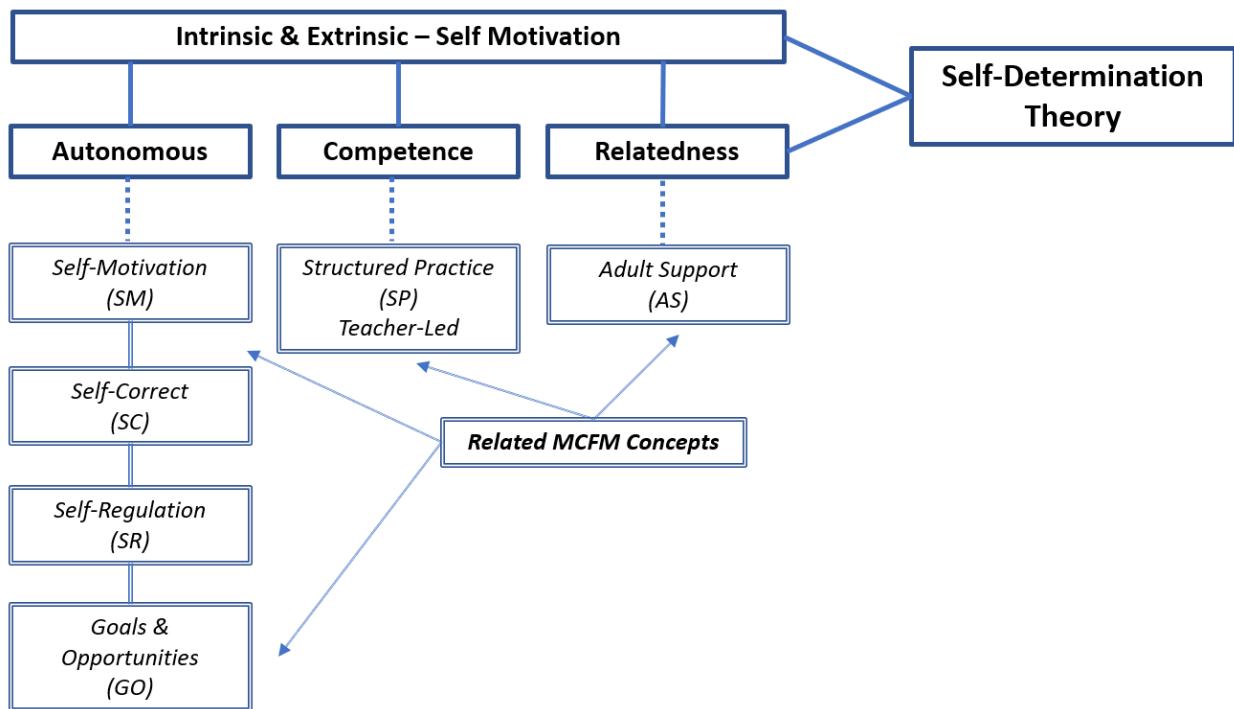 Intrinsic & Extrinsic – Self Motivation
Self-Determination
Theory
Autonomous
Competence
Relatedness
Self-Motivation
(SM)
Structured Practice
(SP)
Teacher-Led
Adult Support
(AS)
Self-Correct
(SC)
Related MCFM Concepts
Self-Regulation
(SR)
Goals &
Opportunities
(GO)